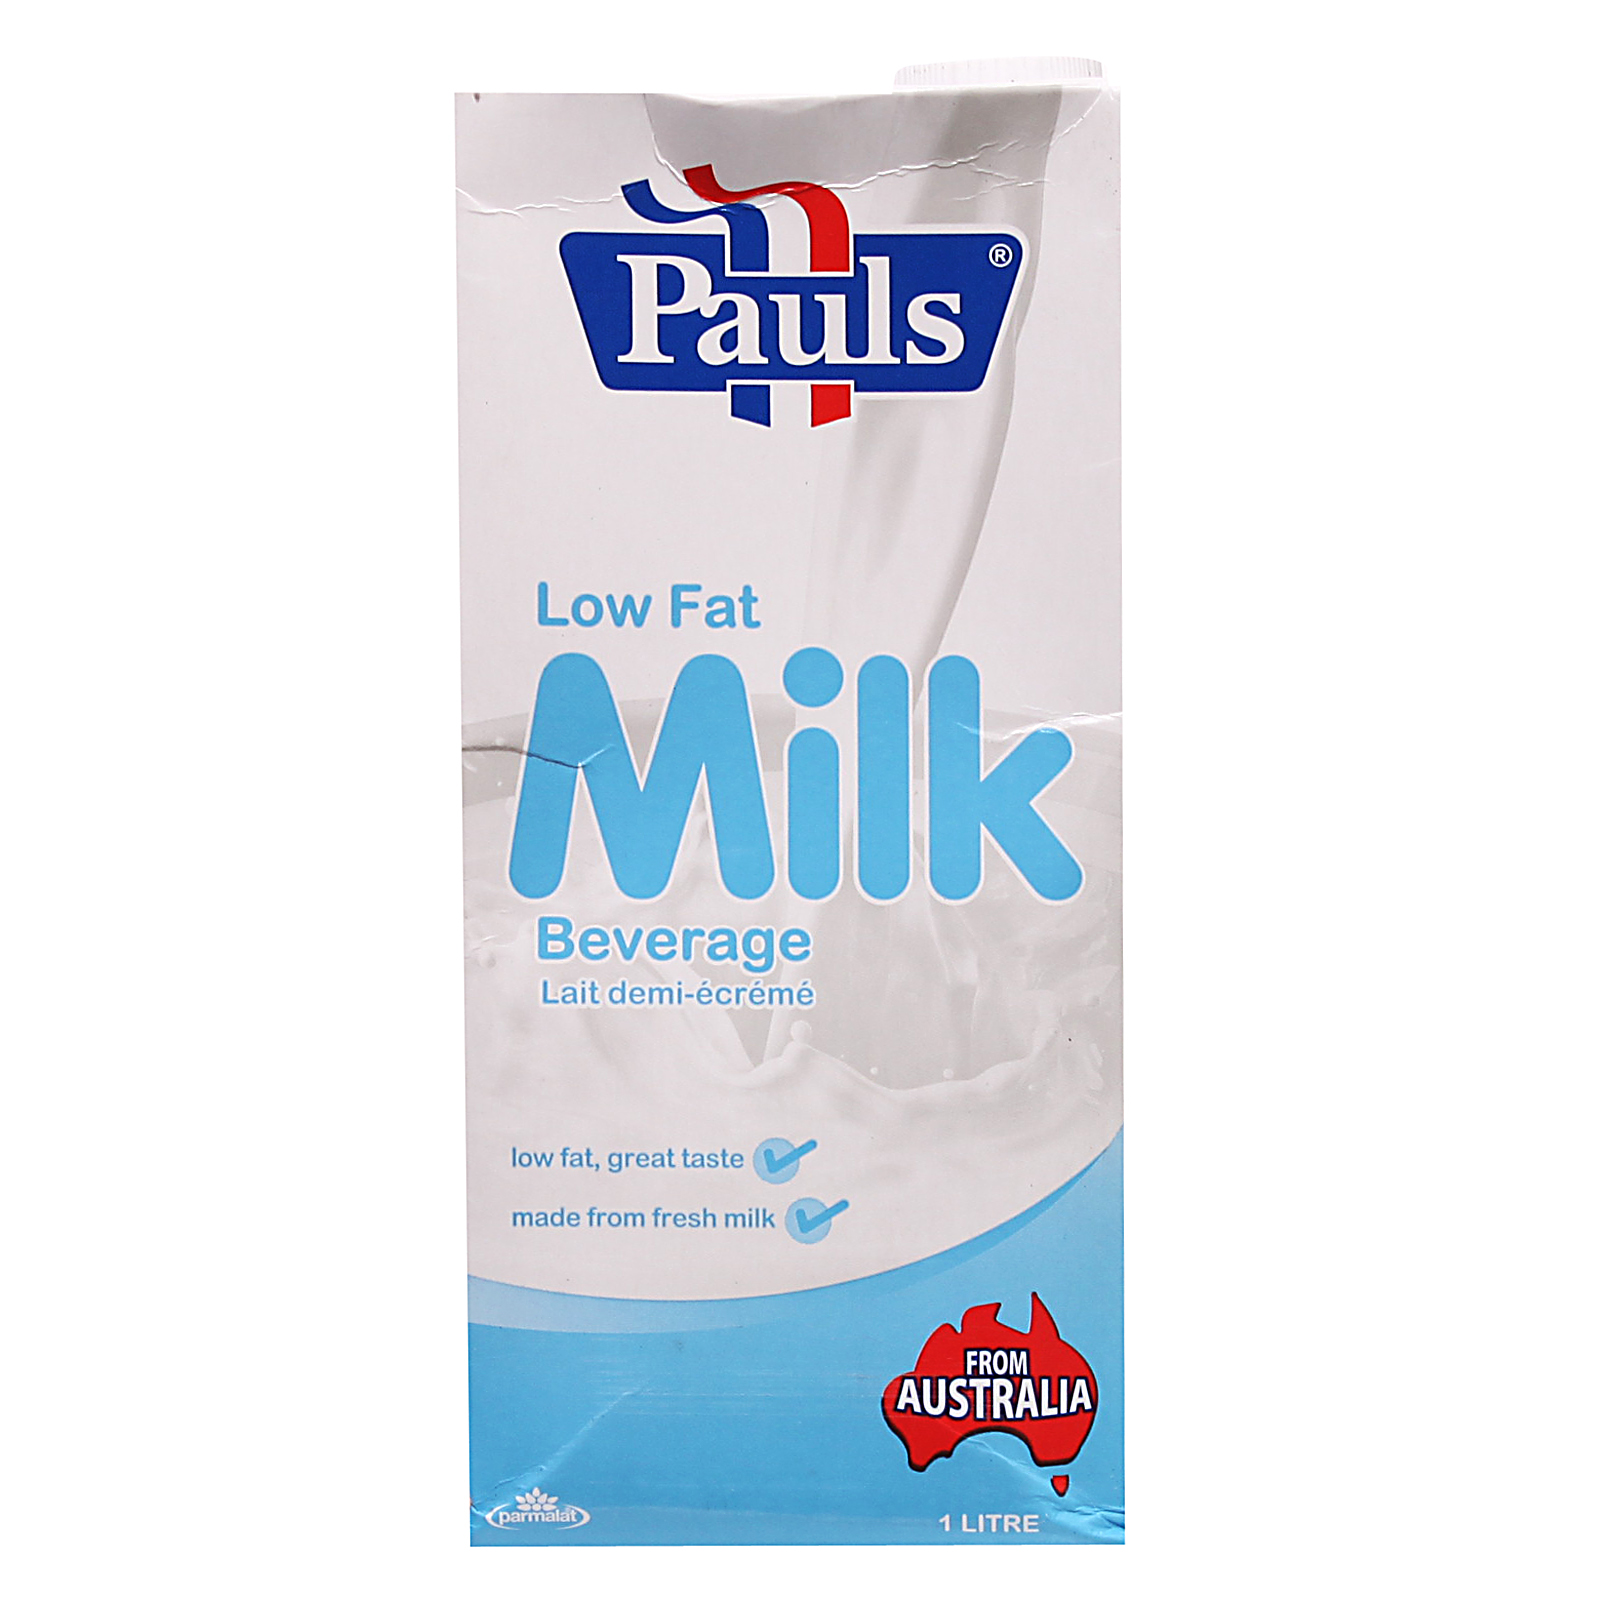 Pauls®
Low Fat
Milk
Beverage
Lait demi-écrémé
low fat, great taste
made from fresh milk
FROM
AUSTRALIA
parmalat
1 LITRE